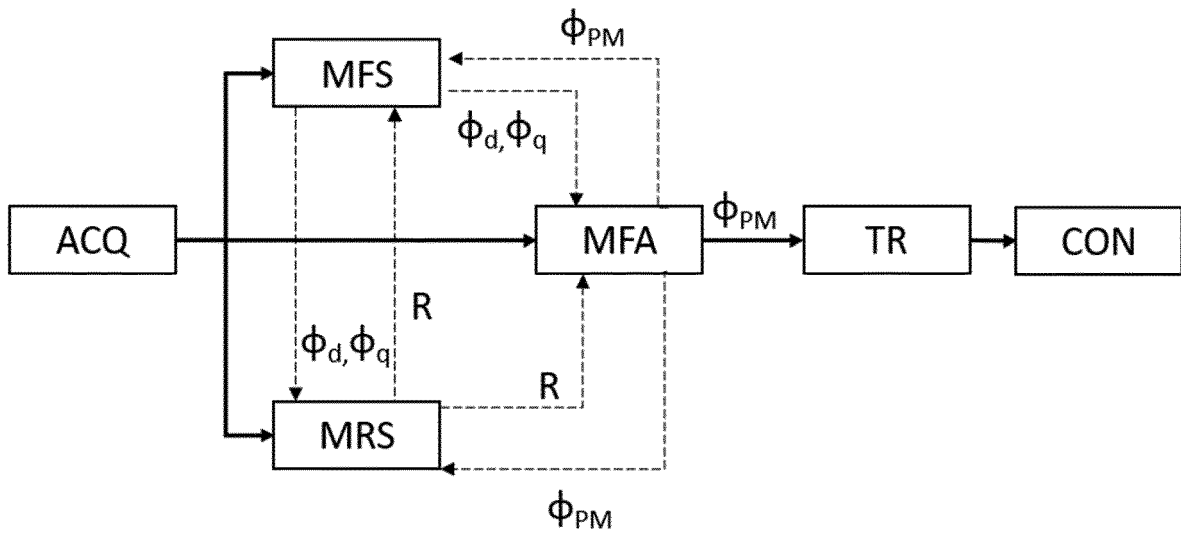 ϕPM
MFS
ϕd,ϕq
ACQ
MFA
ϕPM
TR
CON
R
ϕd,ϕq
R
MRS
ϕPM